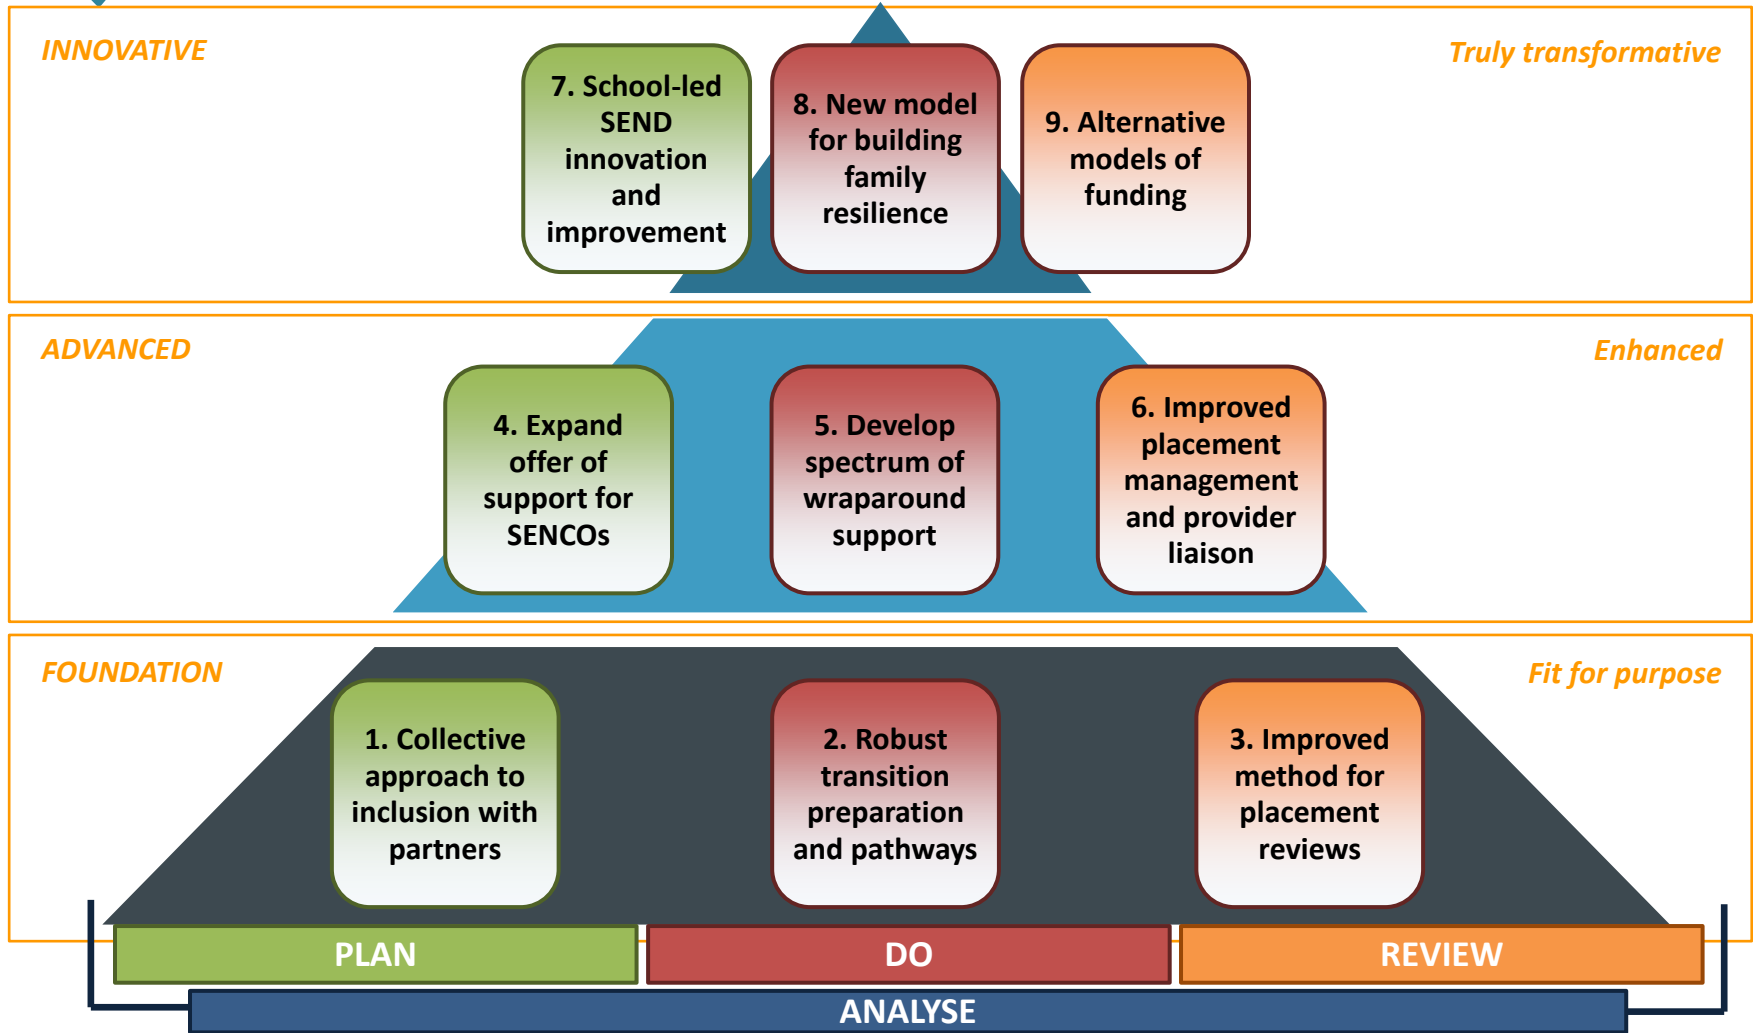 INNOVATIVE
Truly transformative
7. School-led
SEND
innovation
and
improvement
8. New model
for building
family
resilience
9. Alternative
models of
funding
ADVANCED
Enhanced
4. Expand
offer of
support for
SENCOs
5. Develop
spectrum of
wraparound
support
6. Improved
placement
management
and provider
liaison
FOUNDATION
Fit for purpose
1. Collective
approach to
inclusion with
partners
2. Robust
transition
preparation
and pathways
3. Improved
method for
placement
reviews
PLAN
DO
REVIEW
ANALYSE